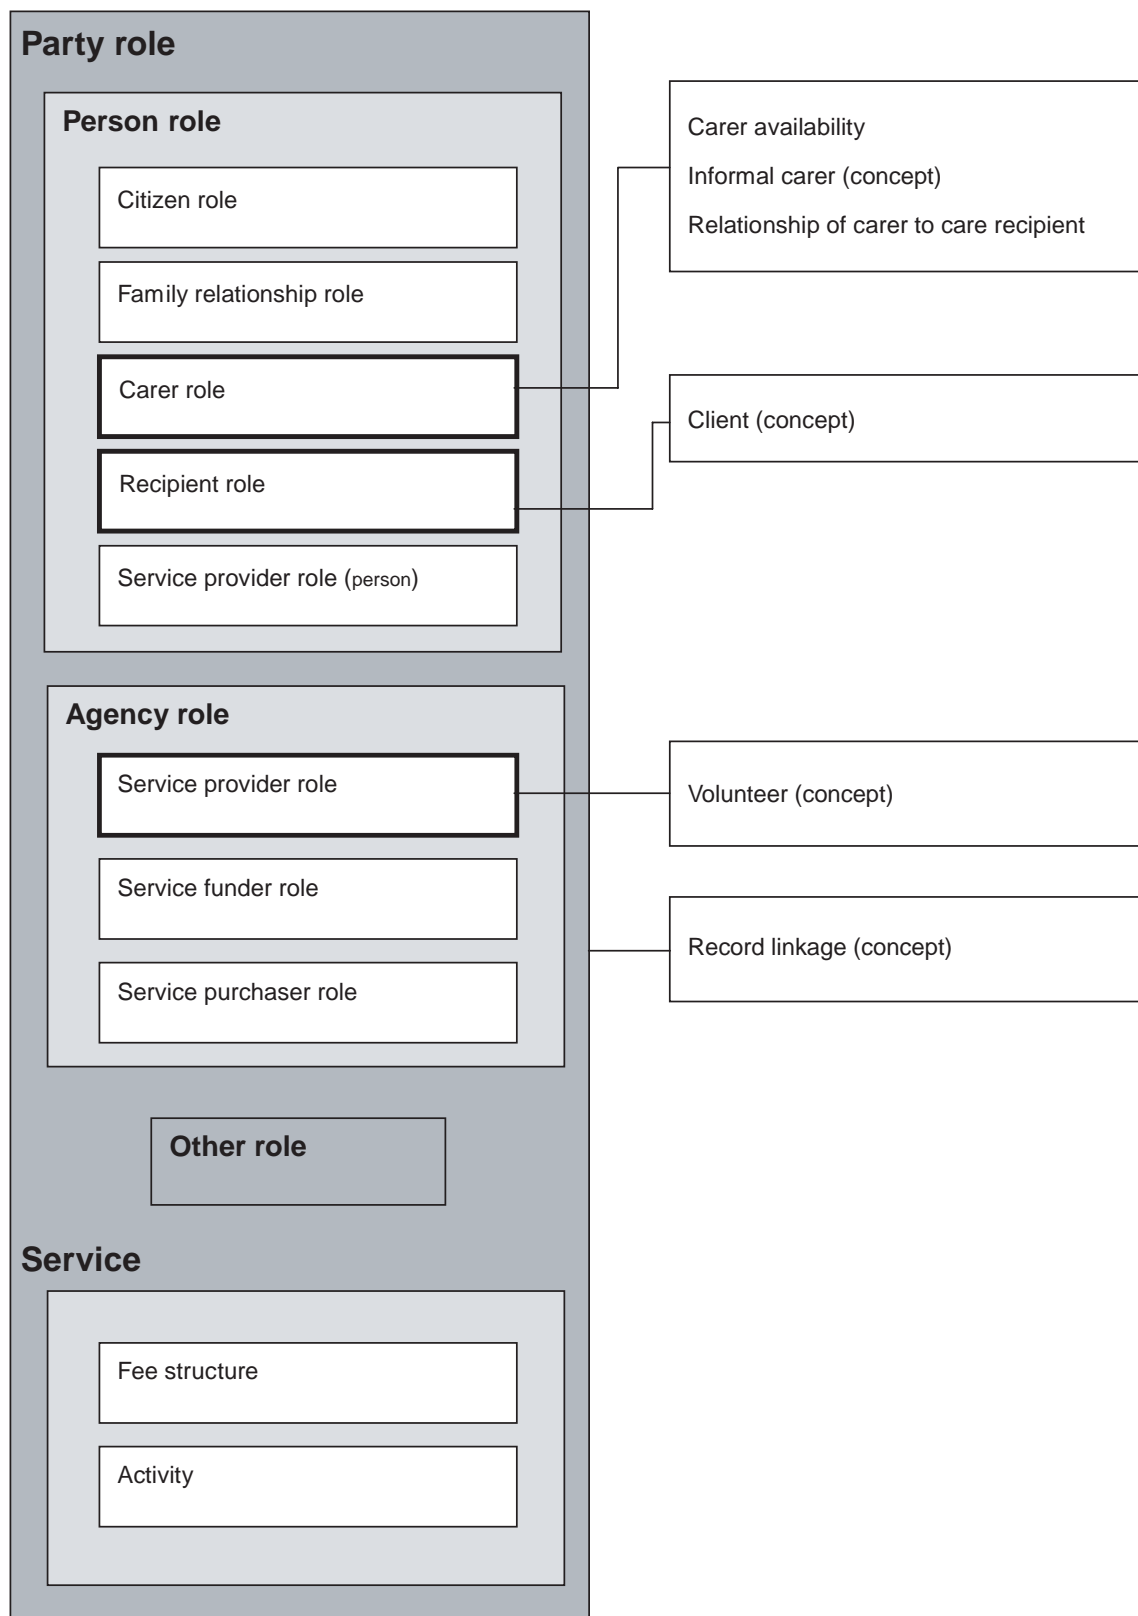 Party role
Person role
Citizen role
Family relationship role
Carer role
Recipient role
Service provider role (person)
Agency role
Service provider role
Service funder role
Service purchaser role
Other role
Service
Fee structure
Activity
Carer availability
Informal carer (concept)
Relationship of carer to care recipient
Client (concept)
Volunteer (concept)
Record linkage (concept)